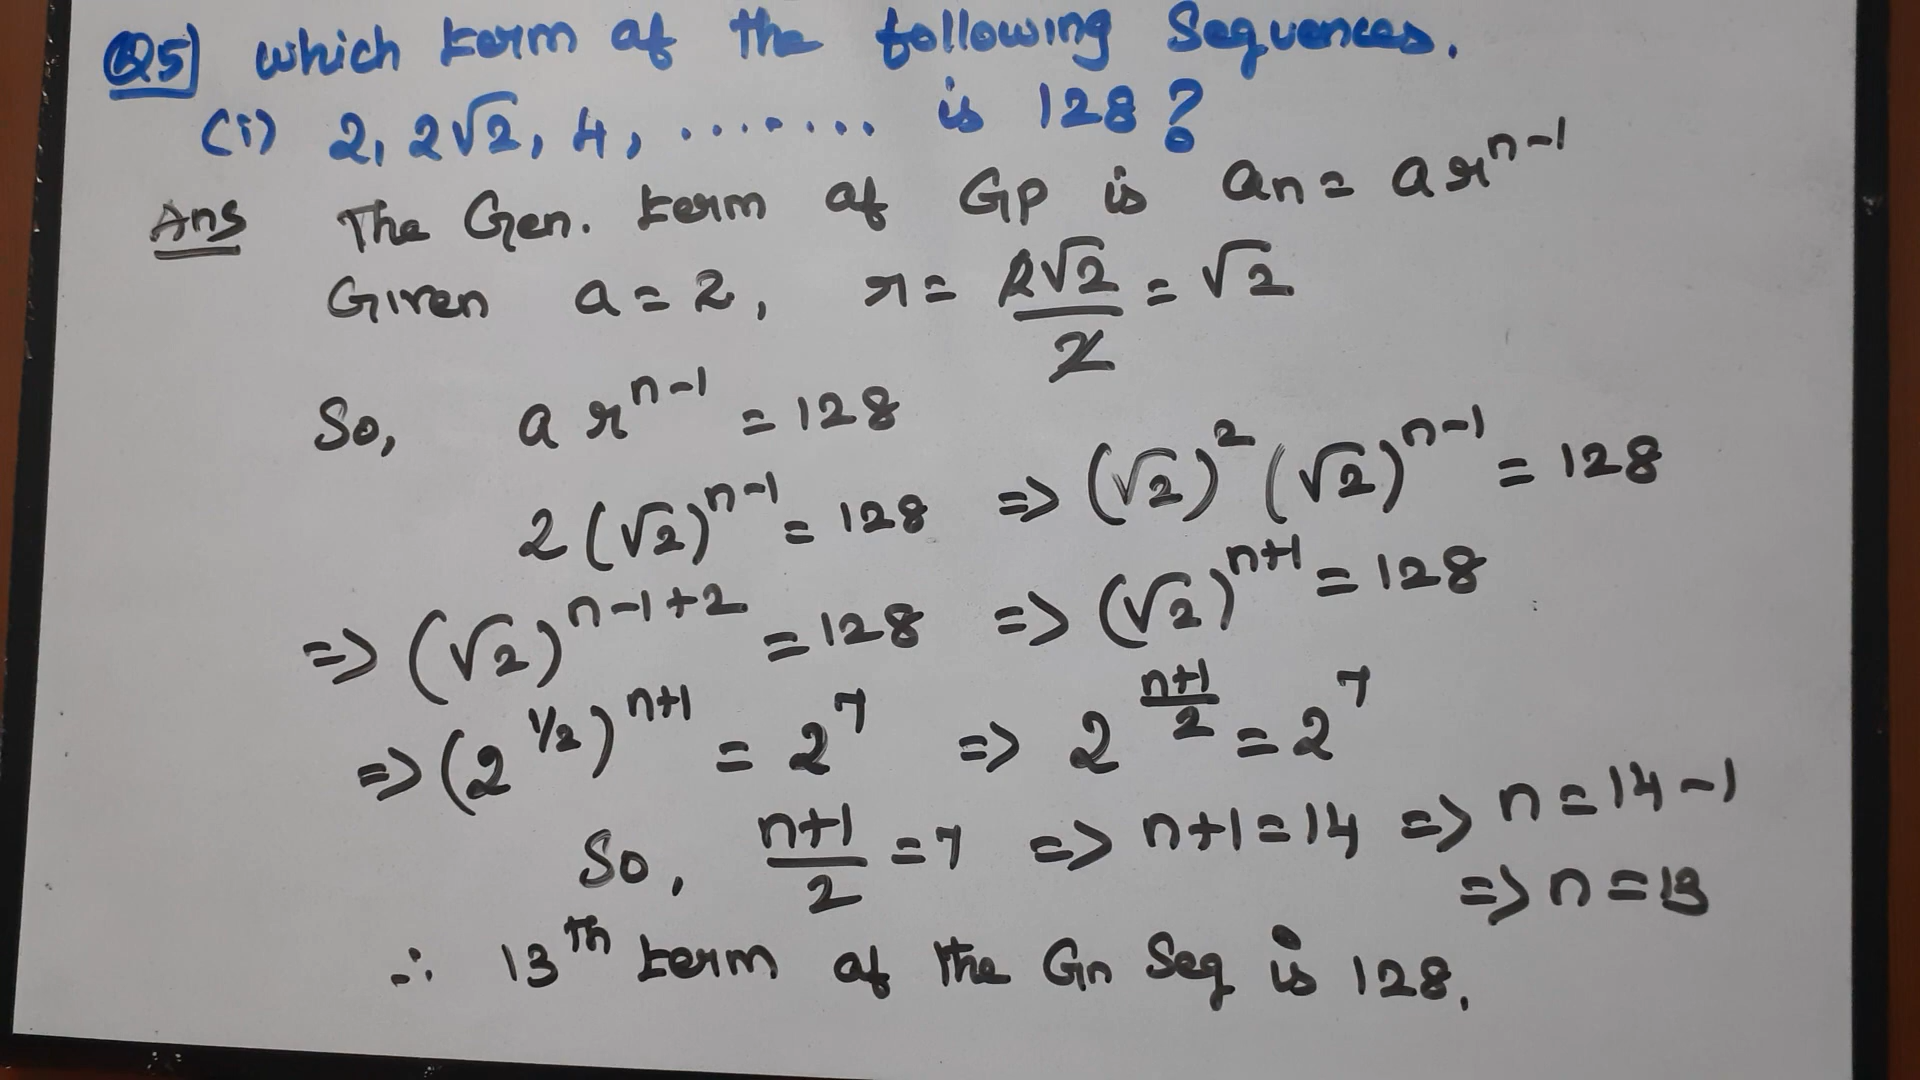 Q5) which term of the following Sequences.
(i) 2, 2√2, 4, ........ is 128?
Ans The Gen. term of GP is an = ar^(n-1)
Given a = 2, r = 2√2/2 = √2
So, ar^(n-1) = 128
2(√2)^(n-1) = 128 => (√2)^2 (√2)^(n-1) = 128
=> (√2)^(n-1+2) = 128 => (√2)^(n+1) = 128
=> (2^(1/2))^(n+1) = 2^7 => 2^((n+1)/2) = 2^7
So, (n+1)/2 = 7 => n+1 = 14 => n = 14-1
=> n = 13
∴ 13th term of the Gn Seq is 128.